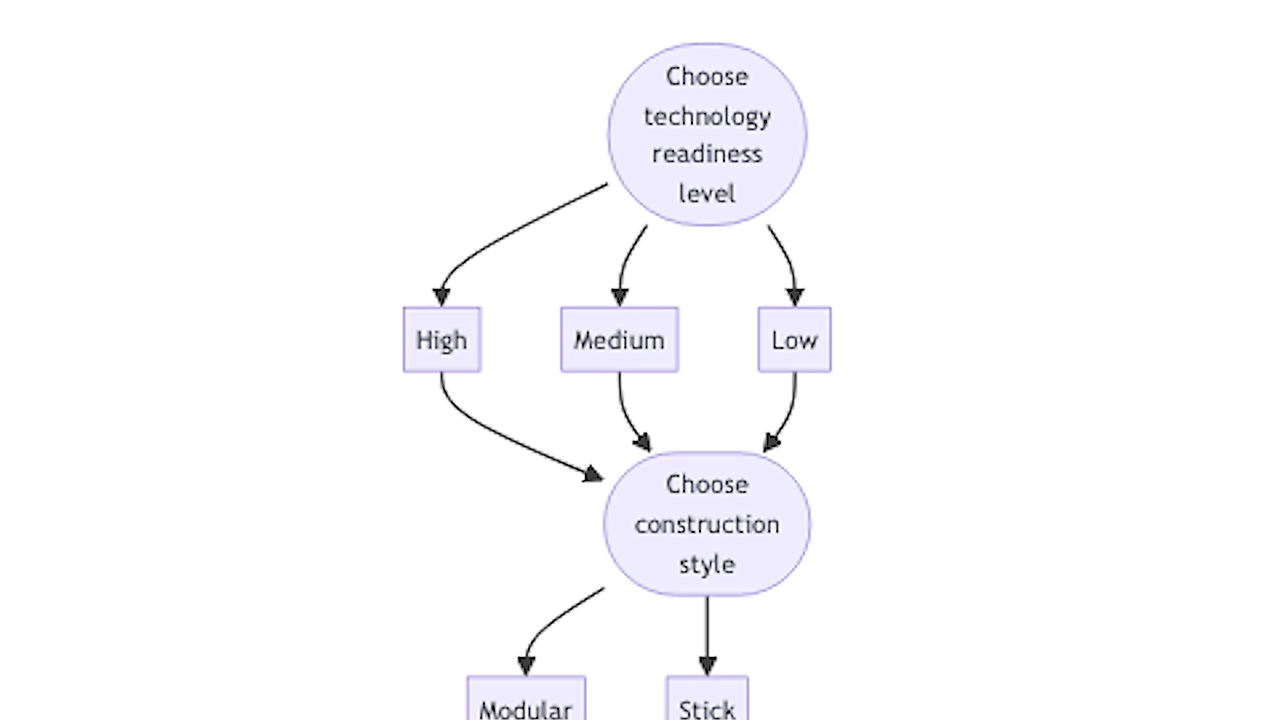 Choose
technology
readiness
level
High
Medium
Low
Choose
construction
style
Modular
Stick